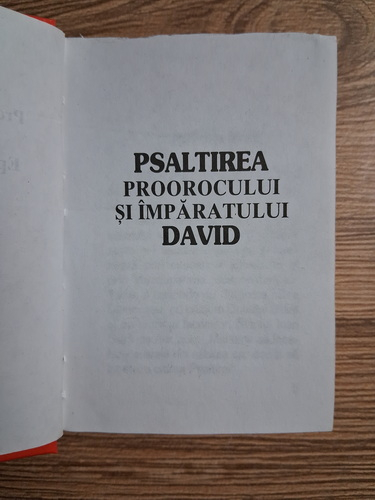 PSALTIREA
PROOROCULUI
ȘI ÎMPĂRATULUI
DAVID